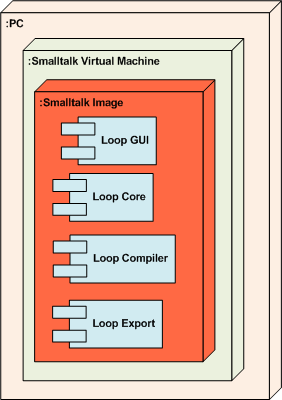 :PC
:Smalltalk Virtual Machine
:Smalltalk Image
Loop GUI
Loop Core
Loop Compiler
Loop Export